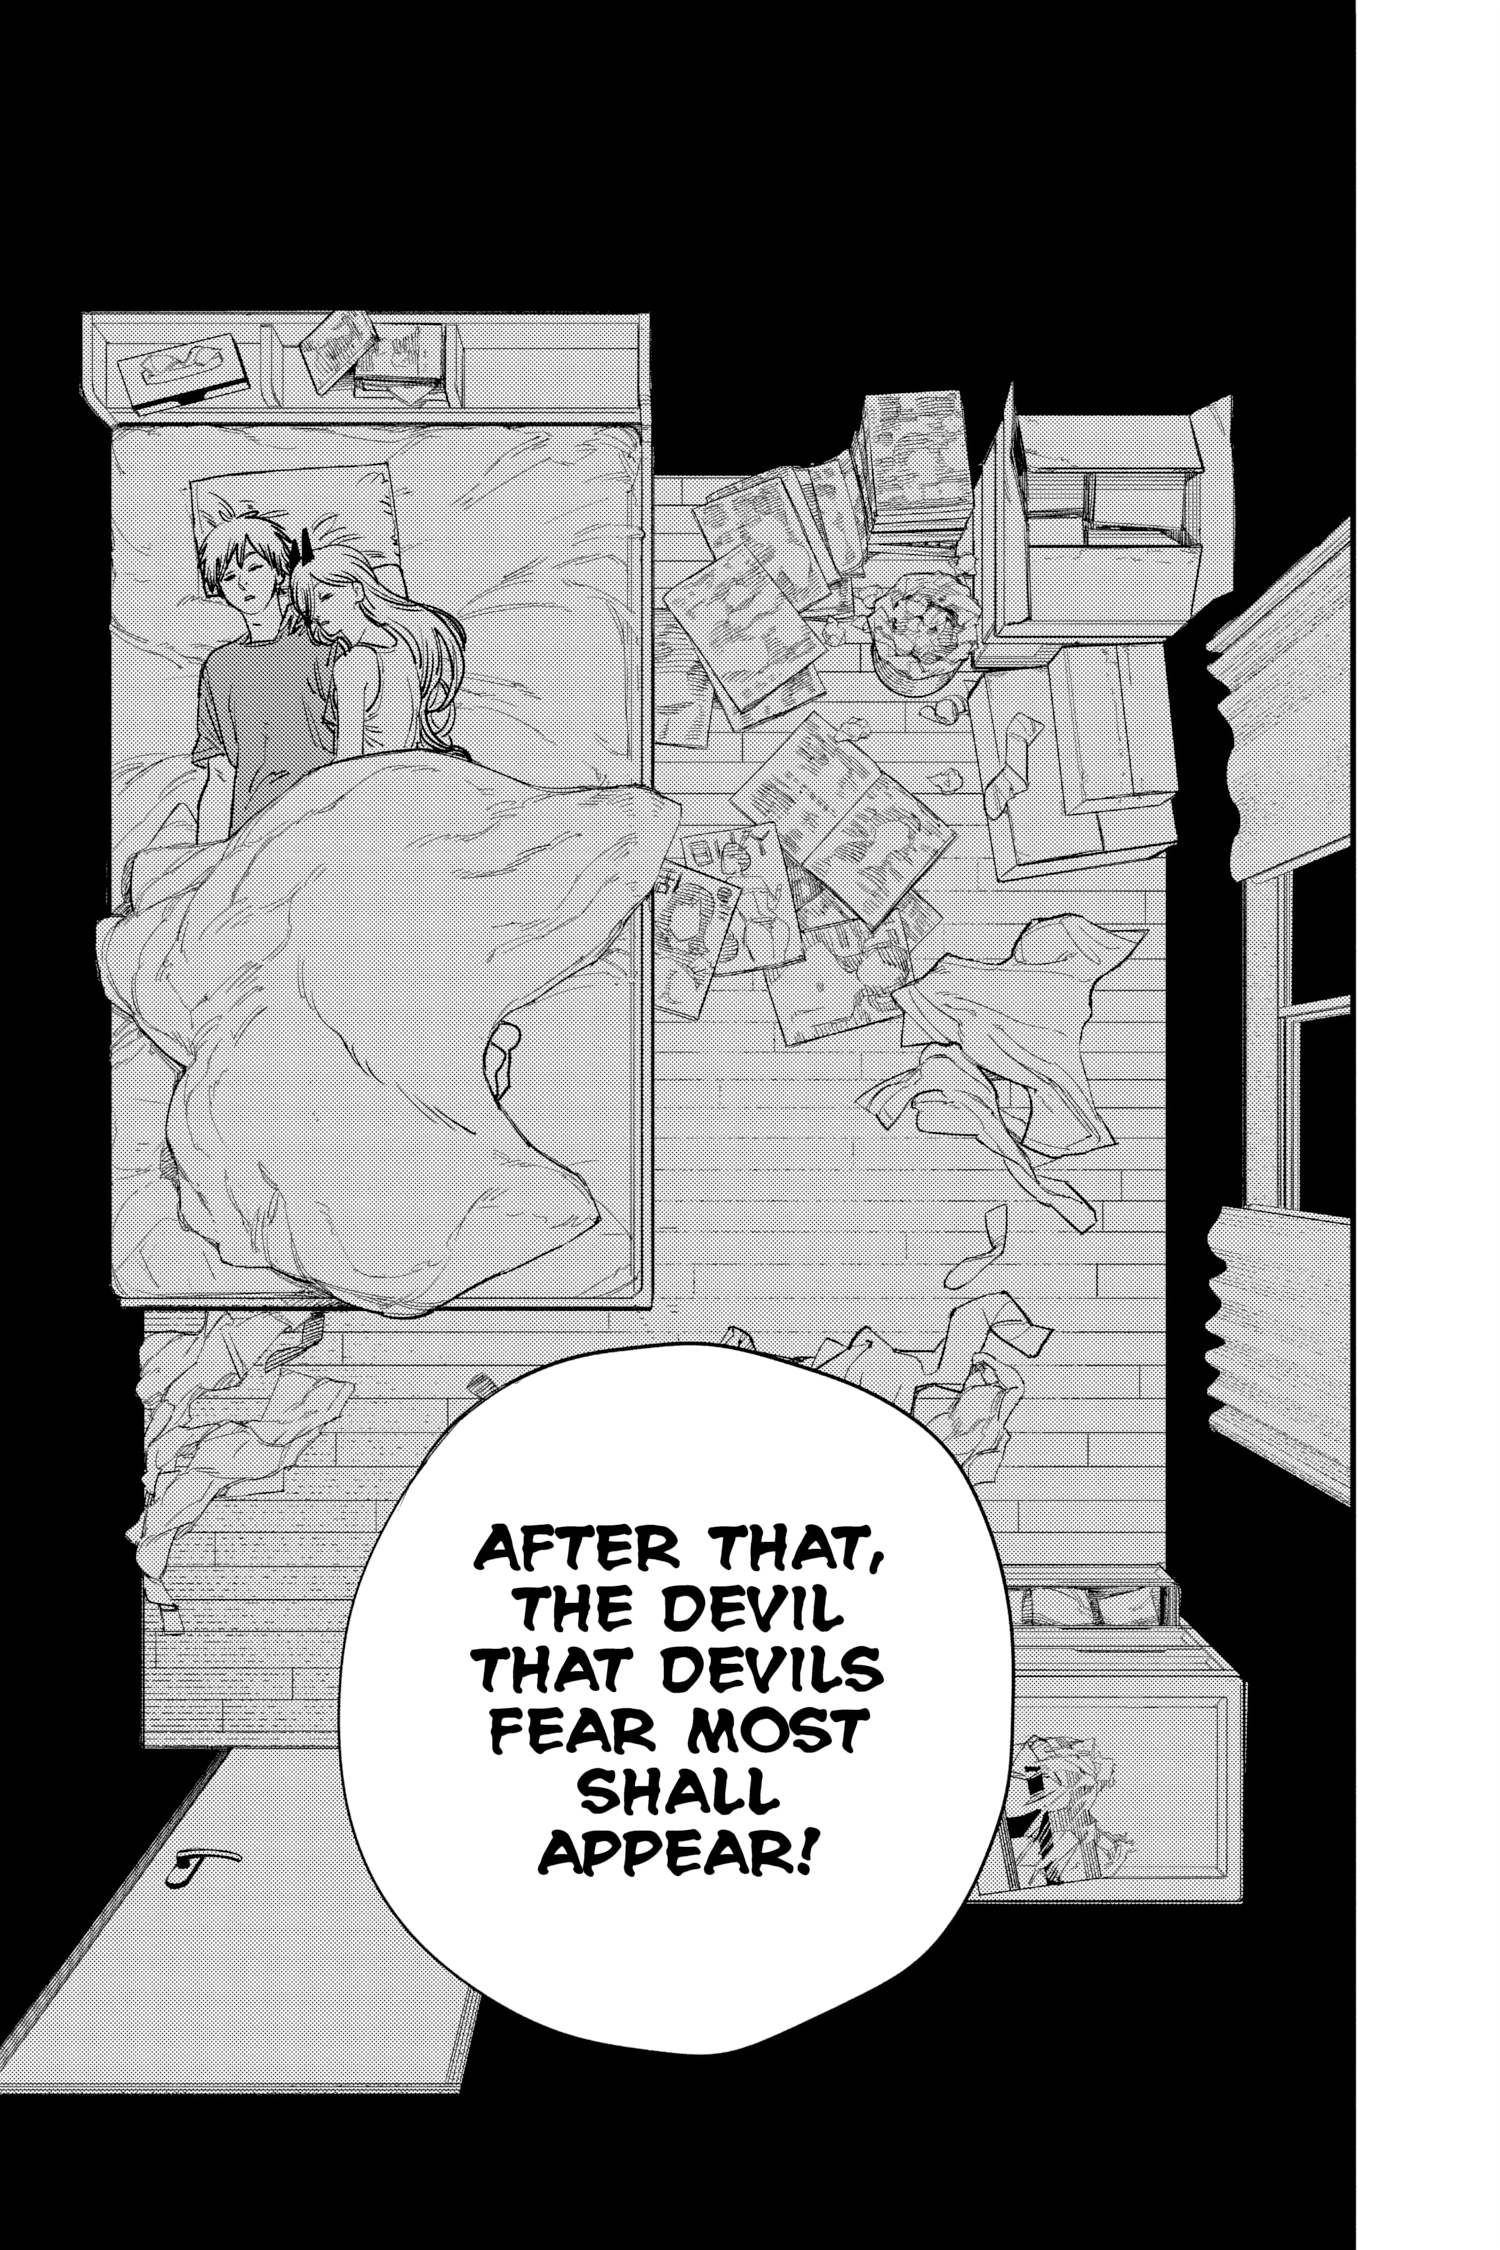 AFTER THAT,
THE DEVIL
THAT DEVILS
FEAR MOST
SHALL
APPEAR!